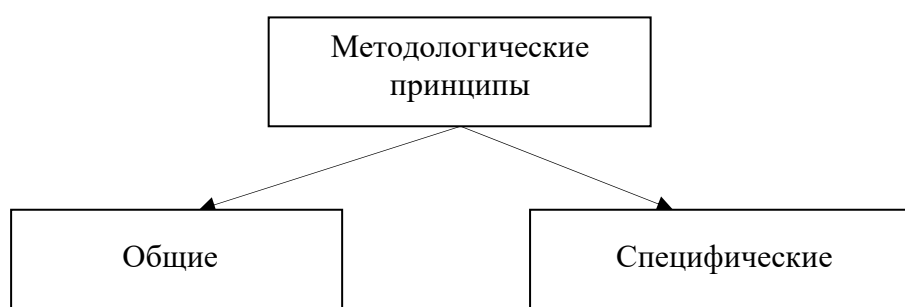 Методологические
принципы
Общие
Специфические